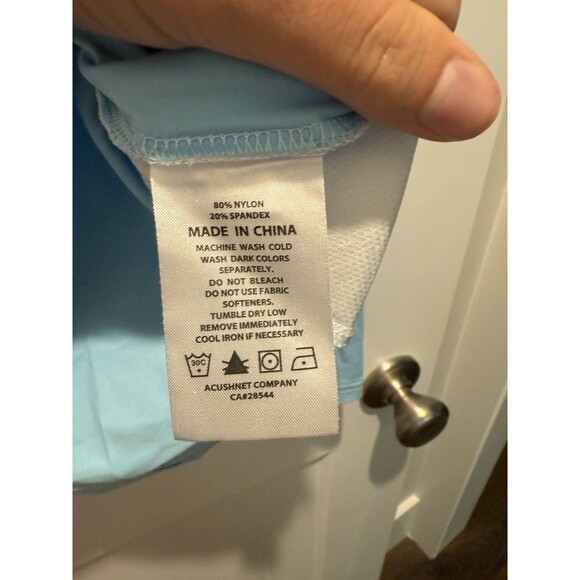 80% NYLON
20% SPANDEX
MADE IN CHINA
MACHINE WASH COLD
WASH DARK COLORS
SEPARATELY.
DO NOT BLEACH
DO NOT USE FABRIC
SOFTENERS.
TUMBLE DRY LOW
REMOVE IMMEDIATELY
COOL IRON IF NECESSARY
30C
ACUSHNET COMPANY
CA#28544